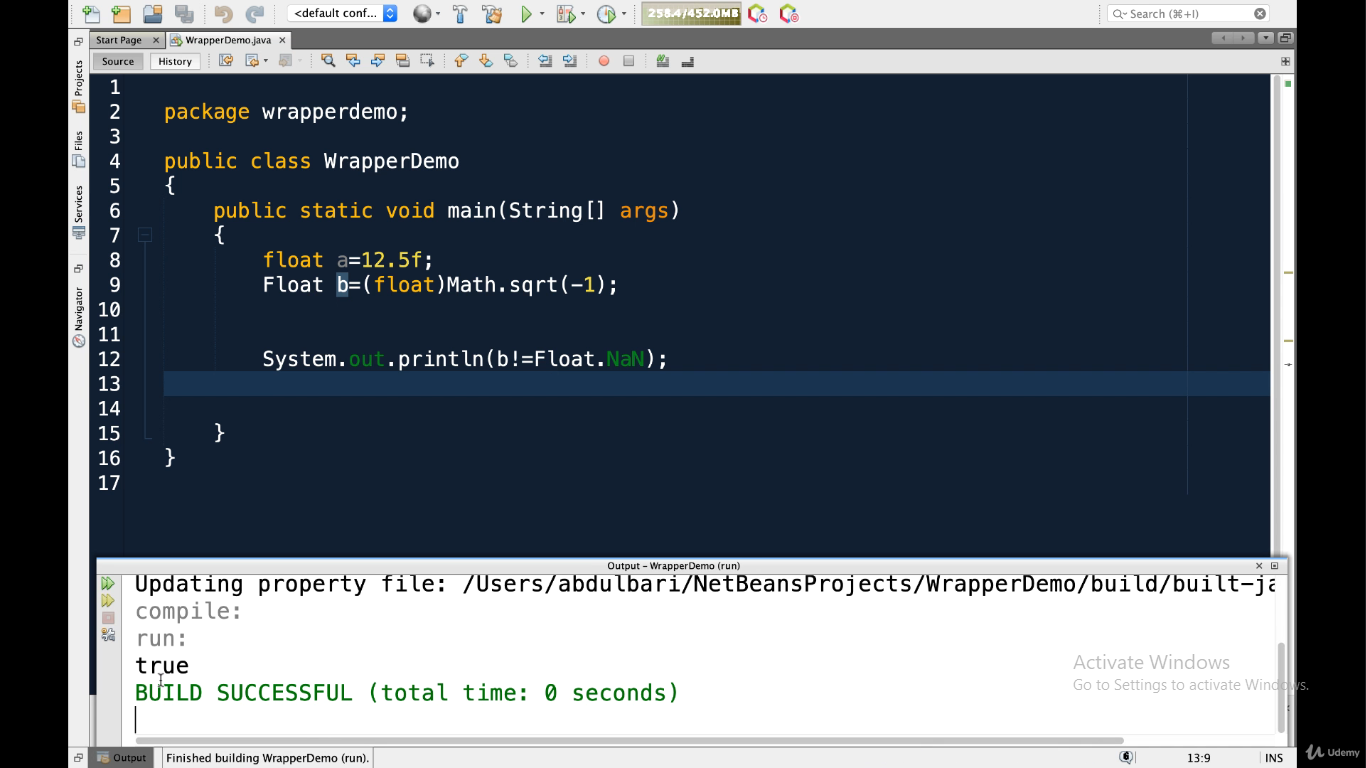 <default conf...
258.4/452.0MB
Search (⌘+I)
Start Page
WrapperDemo.java
Source
History
Projects
Files
Services
Navigator
1
2 package wrapperdemo;
3
4 public class WrapperDemo
5 {
6 public static void main(String[] args)
7 {
8 float a=12.5f;
9 Float b=(float)Math.sqrt(-1);
10
11
12 System.out.println(b!=Float.NaN);
13
14
15 }
16 }
17
Output - WrapperDemo (run)
Updating property file: /Users/abdulbari/NetBeansProjects/WrapperDemo/build/built-ja
compile:
run:
true
BUILD SUCCESSFUL (total time: 0 seconds)
Activate Windows
Go to Settings to activate Windows.
Output
Finished building WrapperDemo (run).
6
13:9
INS
Udemy